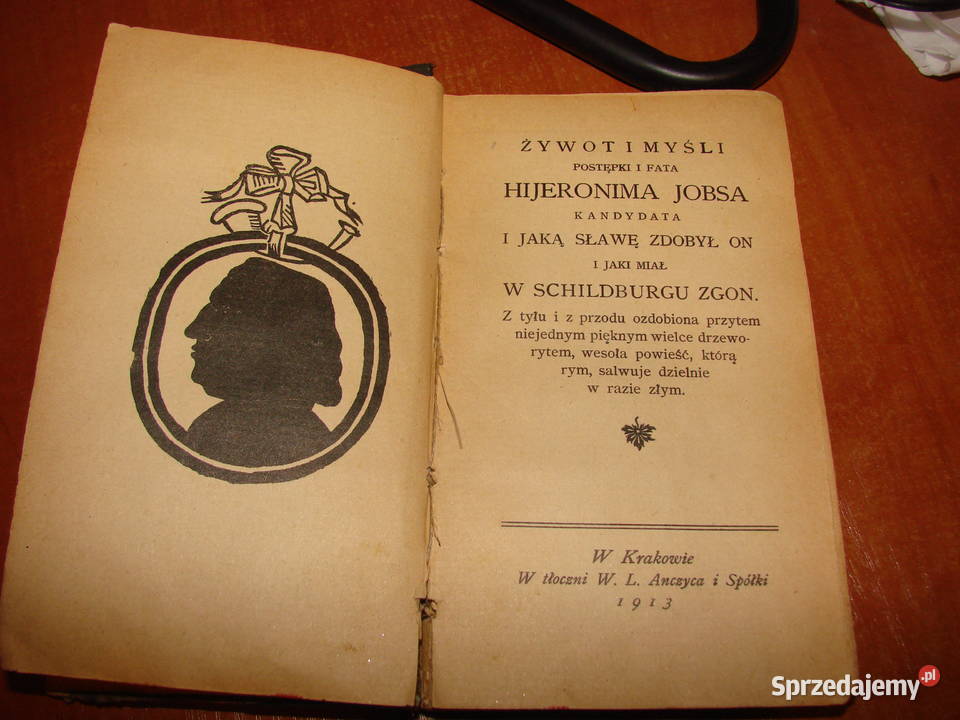 ŻYWOT I MYŚLI
POSTĘPKI I FATA
HIJERONIMA JOBSA
KANDYDATA
I JAKĄ SŁAWĘ ZDOBYŁ ON
I JAKI MIAŁ
W SCHILDBURGU ZGON.
Z tyłu i z przodu ozdobiona przytem
niejednym pięknym wielce drzewo-
rytem, wesoła powieść, którą
rym, salwuje dzielnie
w razie złym.
W Krakowie
W tłoczni W. L. Anczyca i Spółki
1913
Sprzedajemy.pl